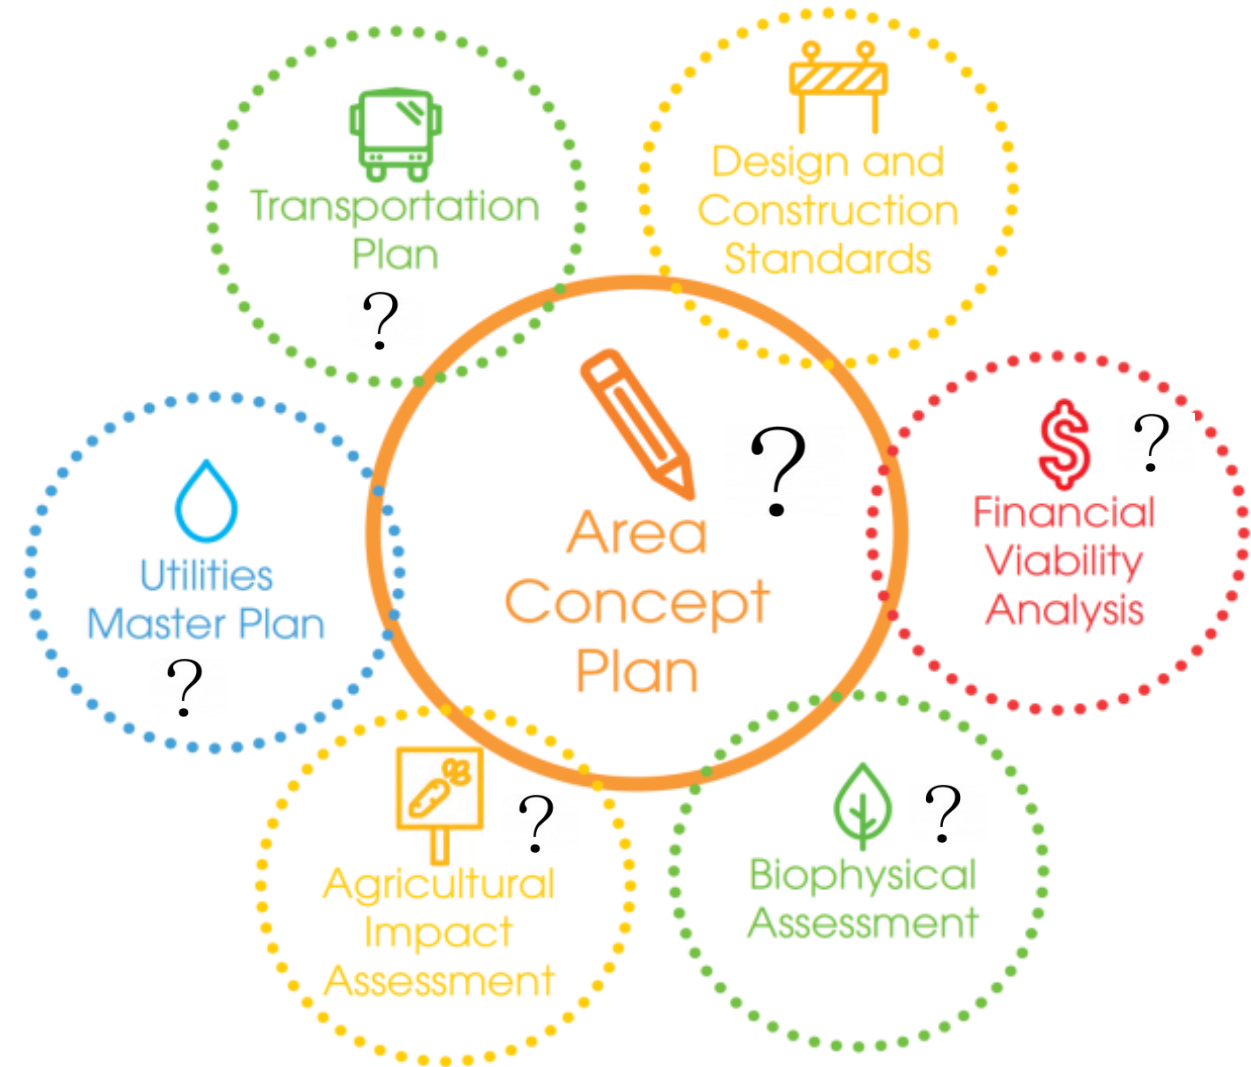 Transportation
Plan
?
Design and
Construction
Standards
$
?
Financial
Viability
Analysis
?
Area
Concept
Plan
Utilities
Master Plan
?
?
Agricultural
Impact
Assessment
?
Biophysical
Assessment